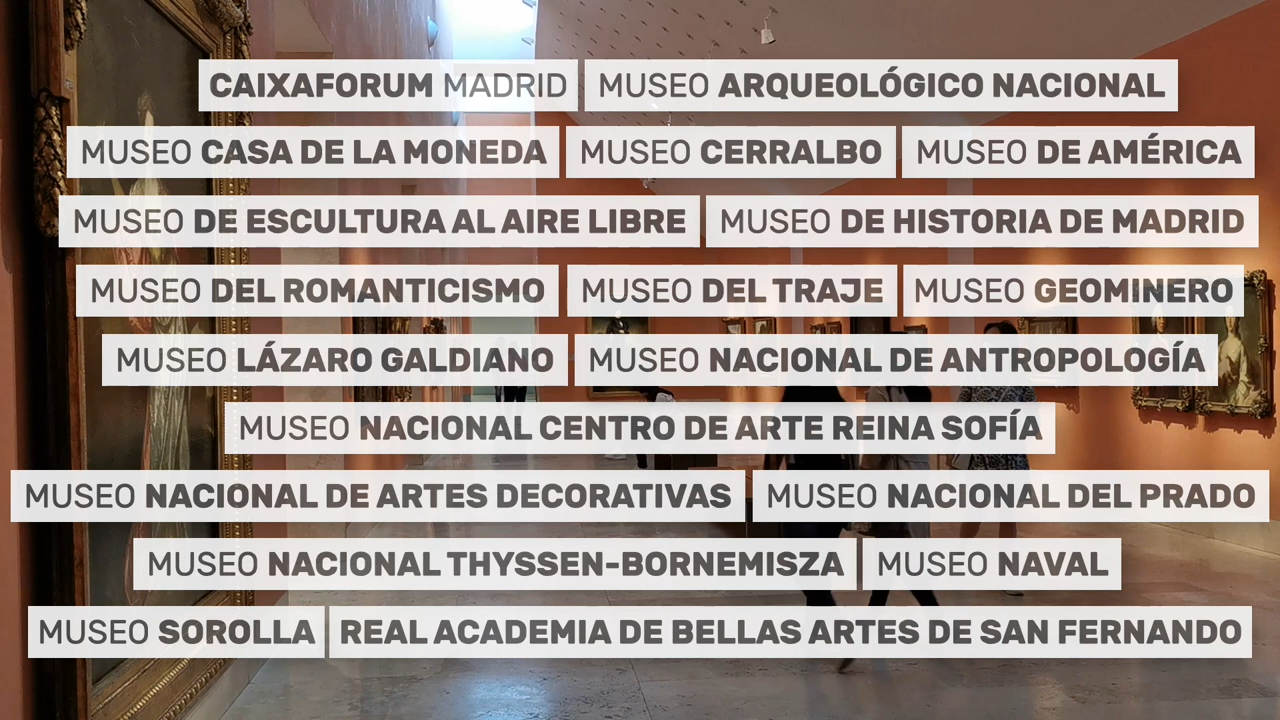 CAIXAFORUM MADRID MUSEO ARQUEOLÓGICO NACIONAL
MUSEO CASA DE LA MONEDA MUSEO CERRALBO MUSEO DE AMÉRICA
MUSEO DE ESCULTURA AL AIRE LIBRE MUSEO DE HISTORIA DE MADRID
MUSEO DEL ROMANTICISMO MUSEO DEL TRAJE MUSEO GEOMINERO
MUSEO LÁZARO GALDIANO MUSEO NACIONAL DE ANTROPOLOGÍA
MUSEO NACIONAL CENTRO DE ARTE REINA SOFÍA
MUSEO NACIONAL DE ARTES DECORATIVAS MUSEO NACIONAL DEL PRADO
MUSEO NACIONAL THYSSEN-BORNEMISZA MUSEO NAVAL
MUSEO SOROLLA REAL ACADEMIA DE BELLAS ARTES DE SAN FERNANDO